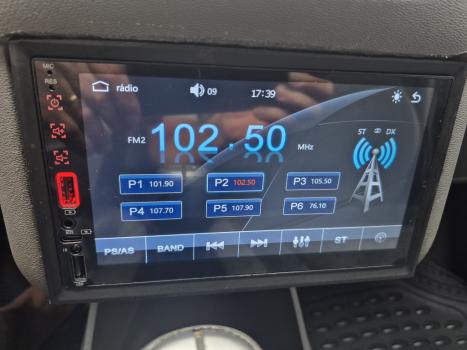 MIC
RES
rádio 09 17:39
ST DX
FM2 102.50 MHz
P1 101.90 P2 102.50 P3 105.50
P4 107.70 P5 107.90 P6 76.10
PS/AS BAND ST